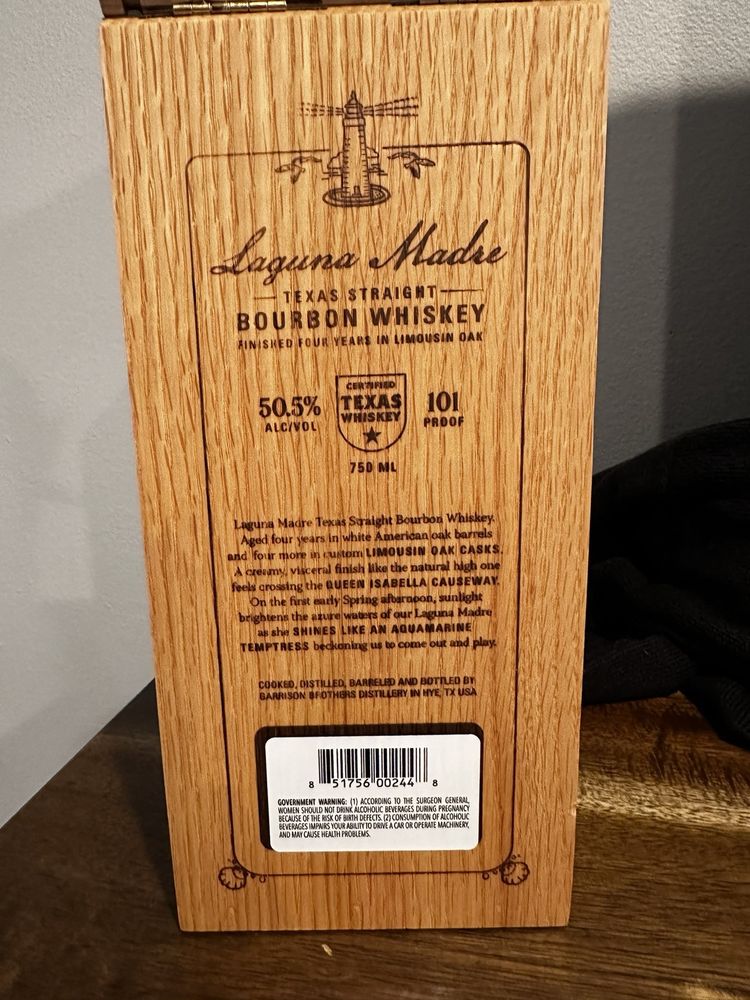 Laguna Madre
TEXAS STRAIGHT
BOURBON WHISKEY
FINISHED FOUR YEARS IN LIMOUSIN OAK
50.5%
ALC/VOL
CERTIFIED
TEXAS
WHISKEY
101
PROOF
750 ML
Laguna Madre Texas Straight Bourbon Whiskey.
Aged four years in white American oak barrels
and four more in custom LIMOUSIN OAK CASKS.
A creamy, visceral finish like the natural high one
feels crossing the QUEEN ISABELLA CAUSEWAY.
On the first early Spring afternoon, sunlight
brightens the azure waters of our Laguna Madre
as she SHINES LIKE AN AQUAMARINE
TEMPTRESS beckoning us to come out and play.
COOKED, DISTILLED, BARRELED AND BOTTLED BY
GARRISON BROTHERS DISTILLERY IN HYE, TX USA
8 51756 00244 8
GOVERNMENT WARNING: (1) ACCORDING TO THE SURGEON GENERAL,
WOMEN SHOULD NOT DRINK ALCOHOLIC BEVERAGES DURING PREGNANCY
BECAUSE OF THE RISK OF BIRTH DEFECTS. (2) CONSUMPTION OF ALCOHOLIC
BEVERAGES IMPAIRS YOUR ABILITY TO DRIVE A CAR OR OPERATE MACHINERY,
AND MAY CAUSE HEALTH PROBLEMS.